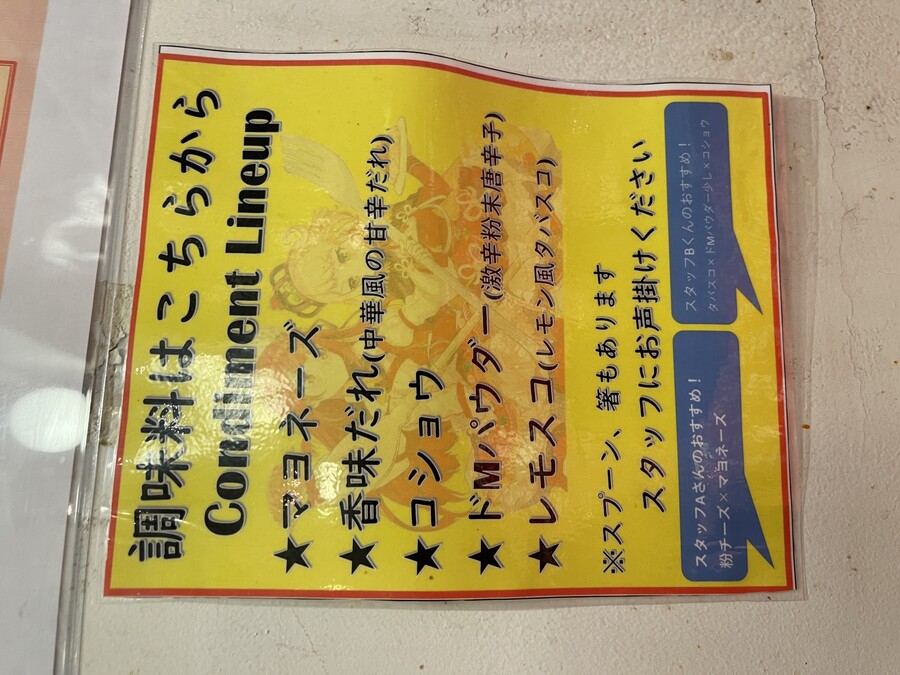 調味料はこちらから
Condiment Lineup
★マヨネーズ
★香味だれ(中華風の甘辛だれ)
★コショウ
★ドMパウダー(激辛粉末唐辛子)
★レモスコ(レモン風タバスコ)
※スプーン、箸もあります
スタッフにお声掛けください
スタッフAさんのおすすめ！
粉チーズ×マヨネーズ
スタッフBくんのおすすめ！
タバスコ×ドMパウダー少し×コショウ